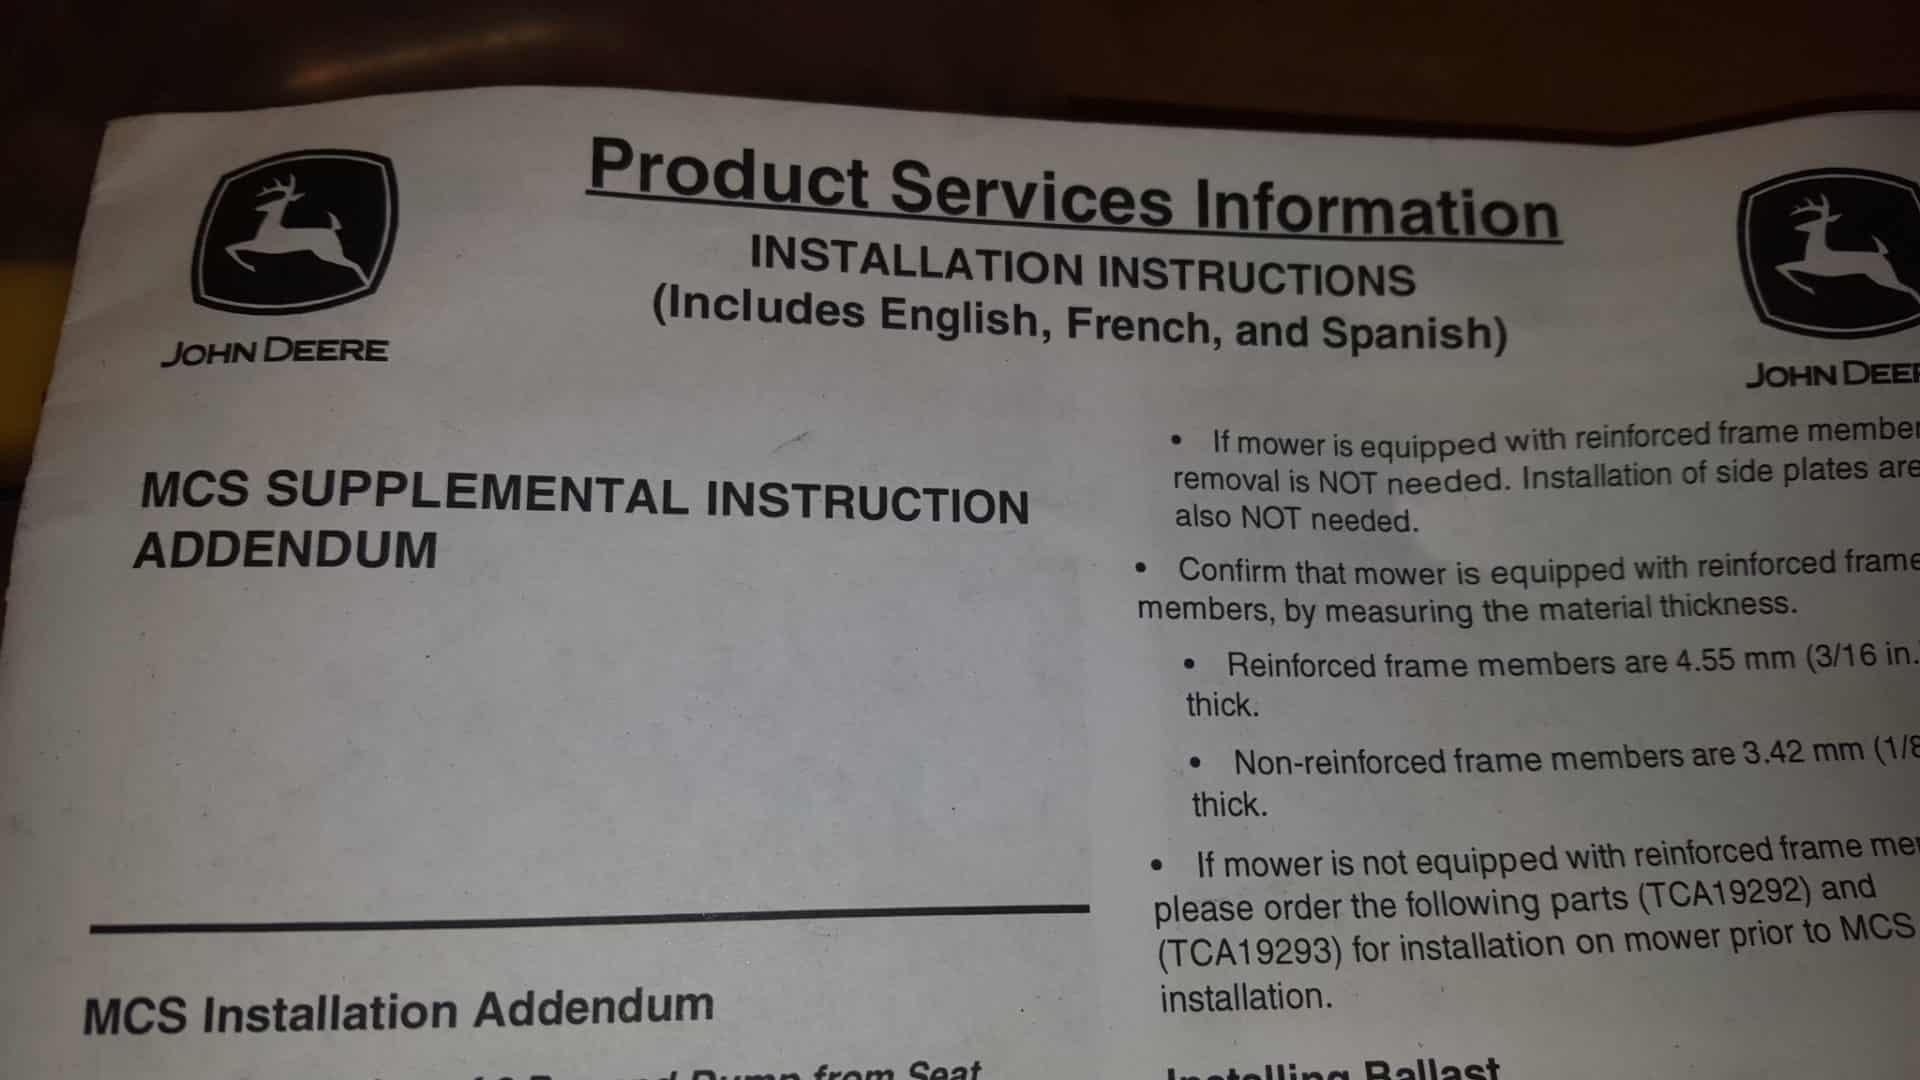 JOHN DEERE
Product Services Information
INSTALLATION INSTRUCTIONS
(Includes English, French, and Spanish)
JOHN
MCS SUPPLEMENTAL INSTRUCTION
ADDENDUM
MCS Installation Addendum
from Seat
• If mower is equipped with reinforced frame
removal is NOT needed. Installation of side plates are
also NOT needed.
• Confirm that mower is equipped with reinforced frame
members, by measuring the material thickness.
• Reinforced frame members are 4.55 mm (3/16 in.
thick.
• Non-reinforced frame members are 3.42 mm (1/8
thick.
• If mower is not equipped with reinforced frame
please order the following parts (TCA19292) and
(TCA19293) for installation on mower prior to MCS
installation.
Installing Ballast